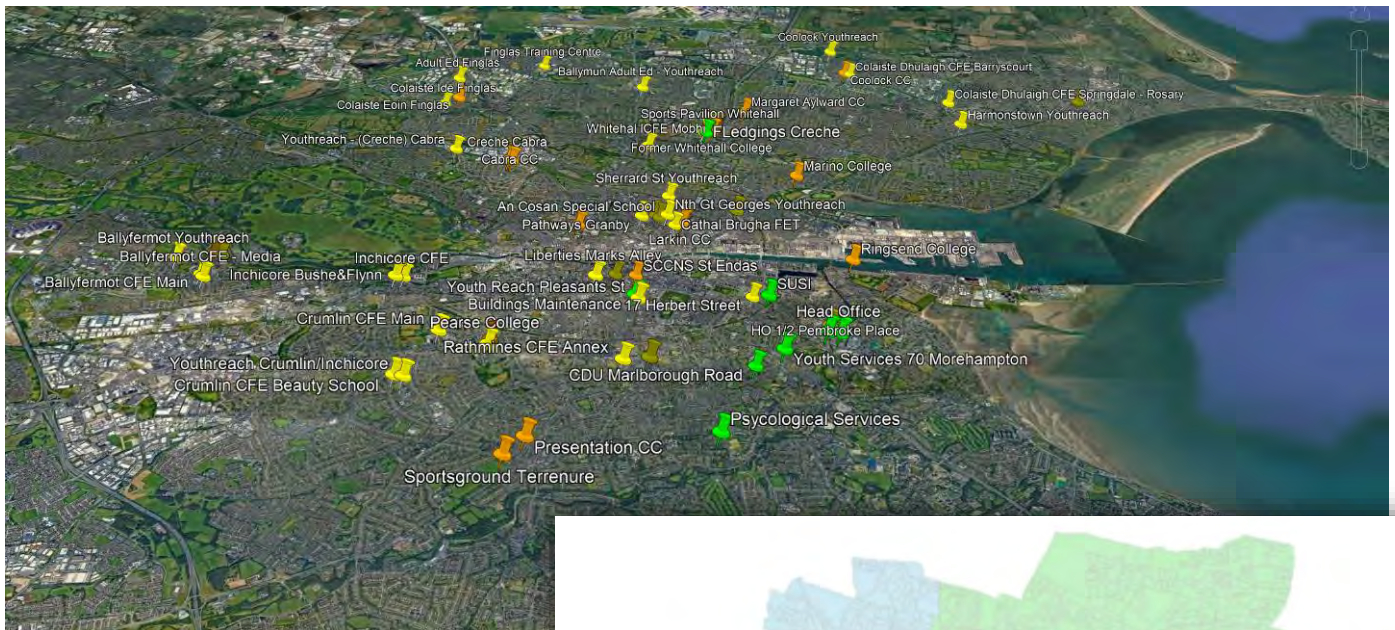 Coolock Youthreach
Finglas Training Centre
Adult Ed Finglas
Ballymun Adult Ed - Youthreach
Colaiste Dhulaigh CFE Barryscourt
Coolock CC
Colaiste Ide Finglas
Colaiste Eoin Finglas
Colaiste Dhulaigh CFE Springdale - Rosary
Margaret Aylward CC
Sports Pavilion Whitehall
Harmonstown Youthreach
Whitehal ICFE Mobhi
FLedgings Creche
Youthreach - (Creche) Cabra
Creche Cabra
Former Whitehall College
Cabra CC
Marino College
Sherrard St Youthreach
An Cosan Special School
Nth Gt Georges Youthreach
Pathways Granby
Cathal Brugha FET
Larkin CC
Ballyfermot Youthreach
Ballyfermot CFE - Media
Inchicore CFE
Liberties Marks Alley
Ringsend College
Ballyfermot CFE Main
Inchicore Bushe&Flynn
SCCNS St Endas
Youth Reach Pleasants St
SUSI
Buildings Maintenance
17 Herbert Street
Crumlin CFE Main
Pearse College
Head Office
HO 1/2 Pembroke Place
Rathmines CFE Annex
Youthreach Crumlin/Inchicore
Youth Services 70 Morehampton
CDU Marlborough Road
Crumlin CFE Beauty School
Psycological Services
Presentation CC
Sportsground Terrenure